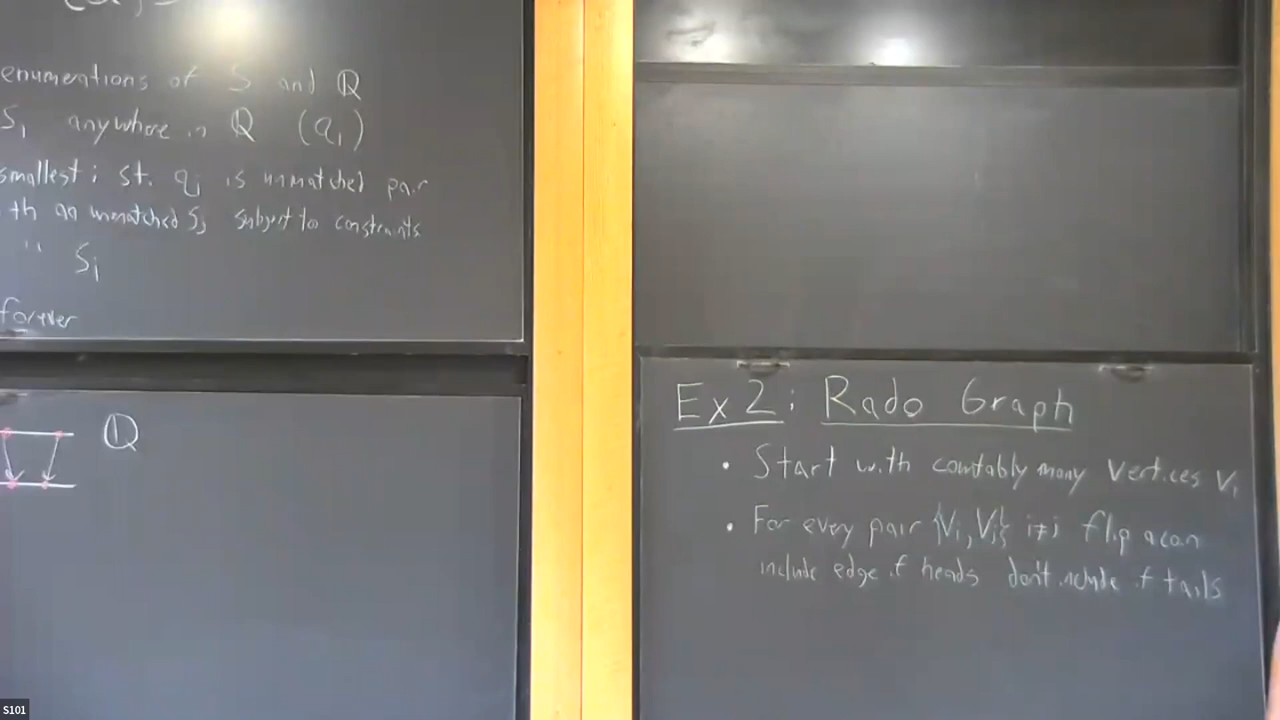 enumerations of S and ℚ
S₁ anywhere in ℚ (q₁)
smallest i st. qᵢ is unmatched pair
th an unmatched Sⱼ subject to constraints
" Sᵢ
forever
ℚ
Ex 2: Rado Graph
• Start with countably many vertices Vᵢ
• For every pair {Vᵢ, Vⱼ} i≠j flip a coin
include edge if heads don't include if tails
S101